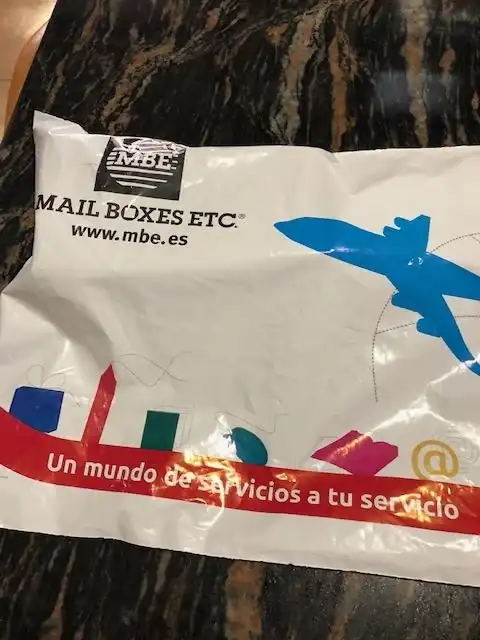 MBE
MAIL BOXES ETC.®
www.mbe.es
@
Un mundo de servicios a tu servicio